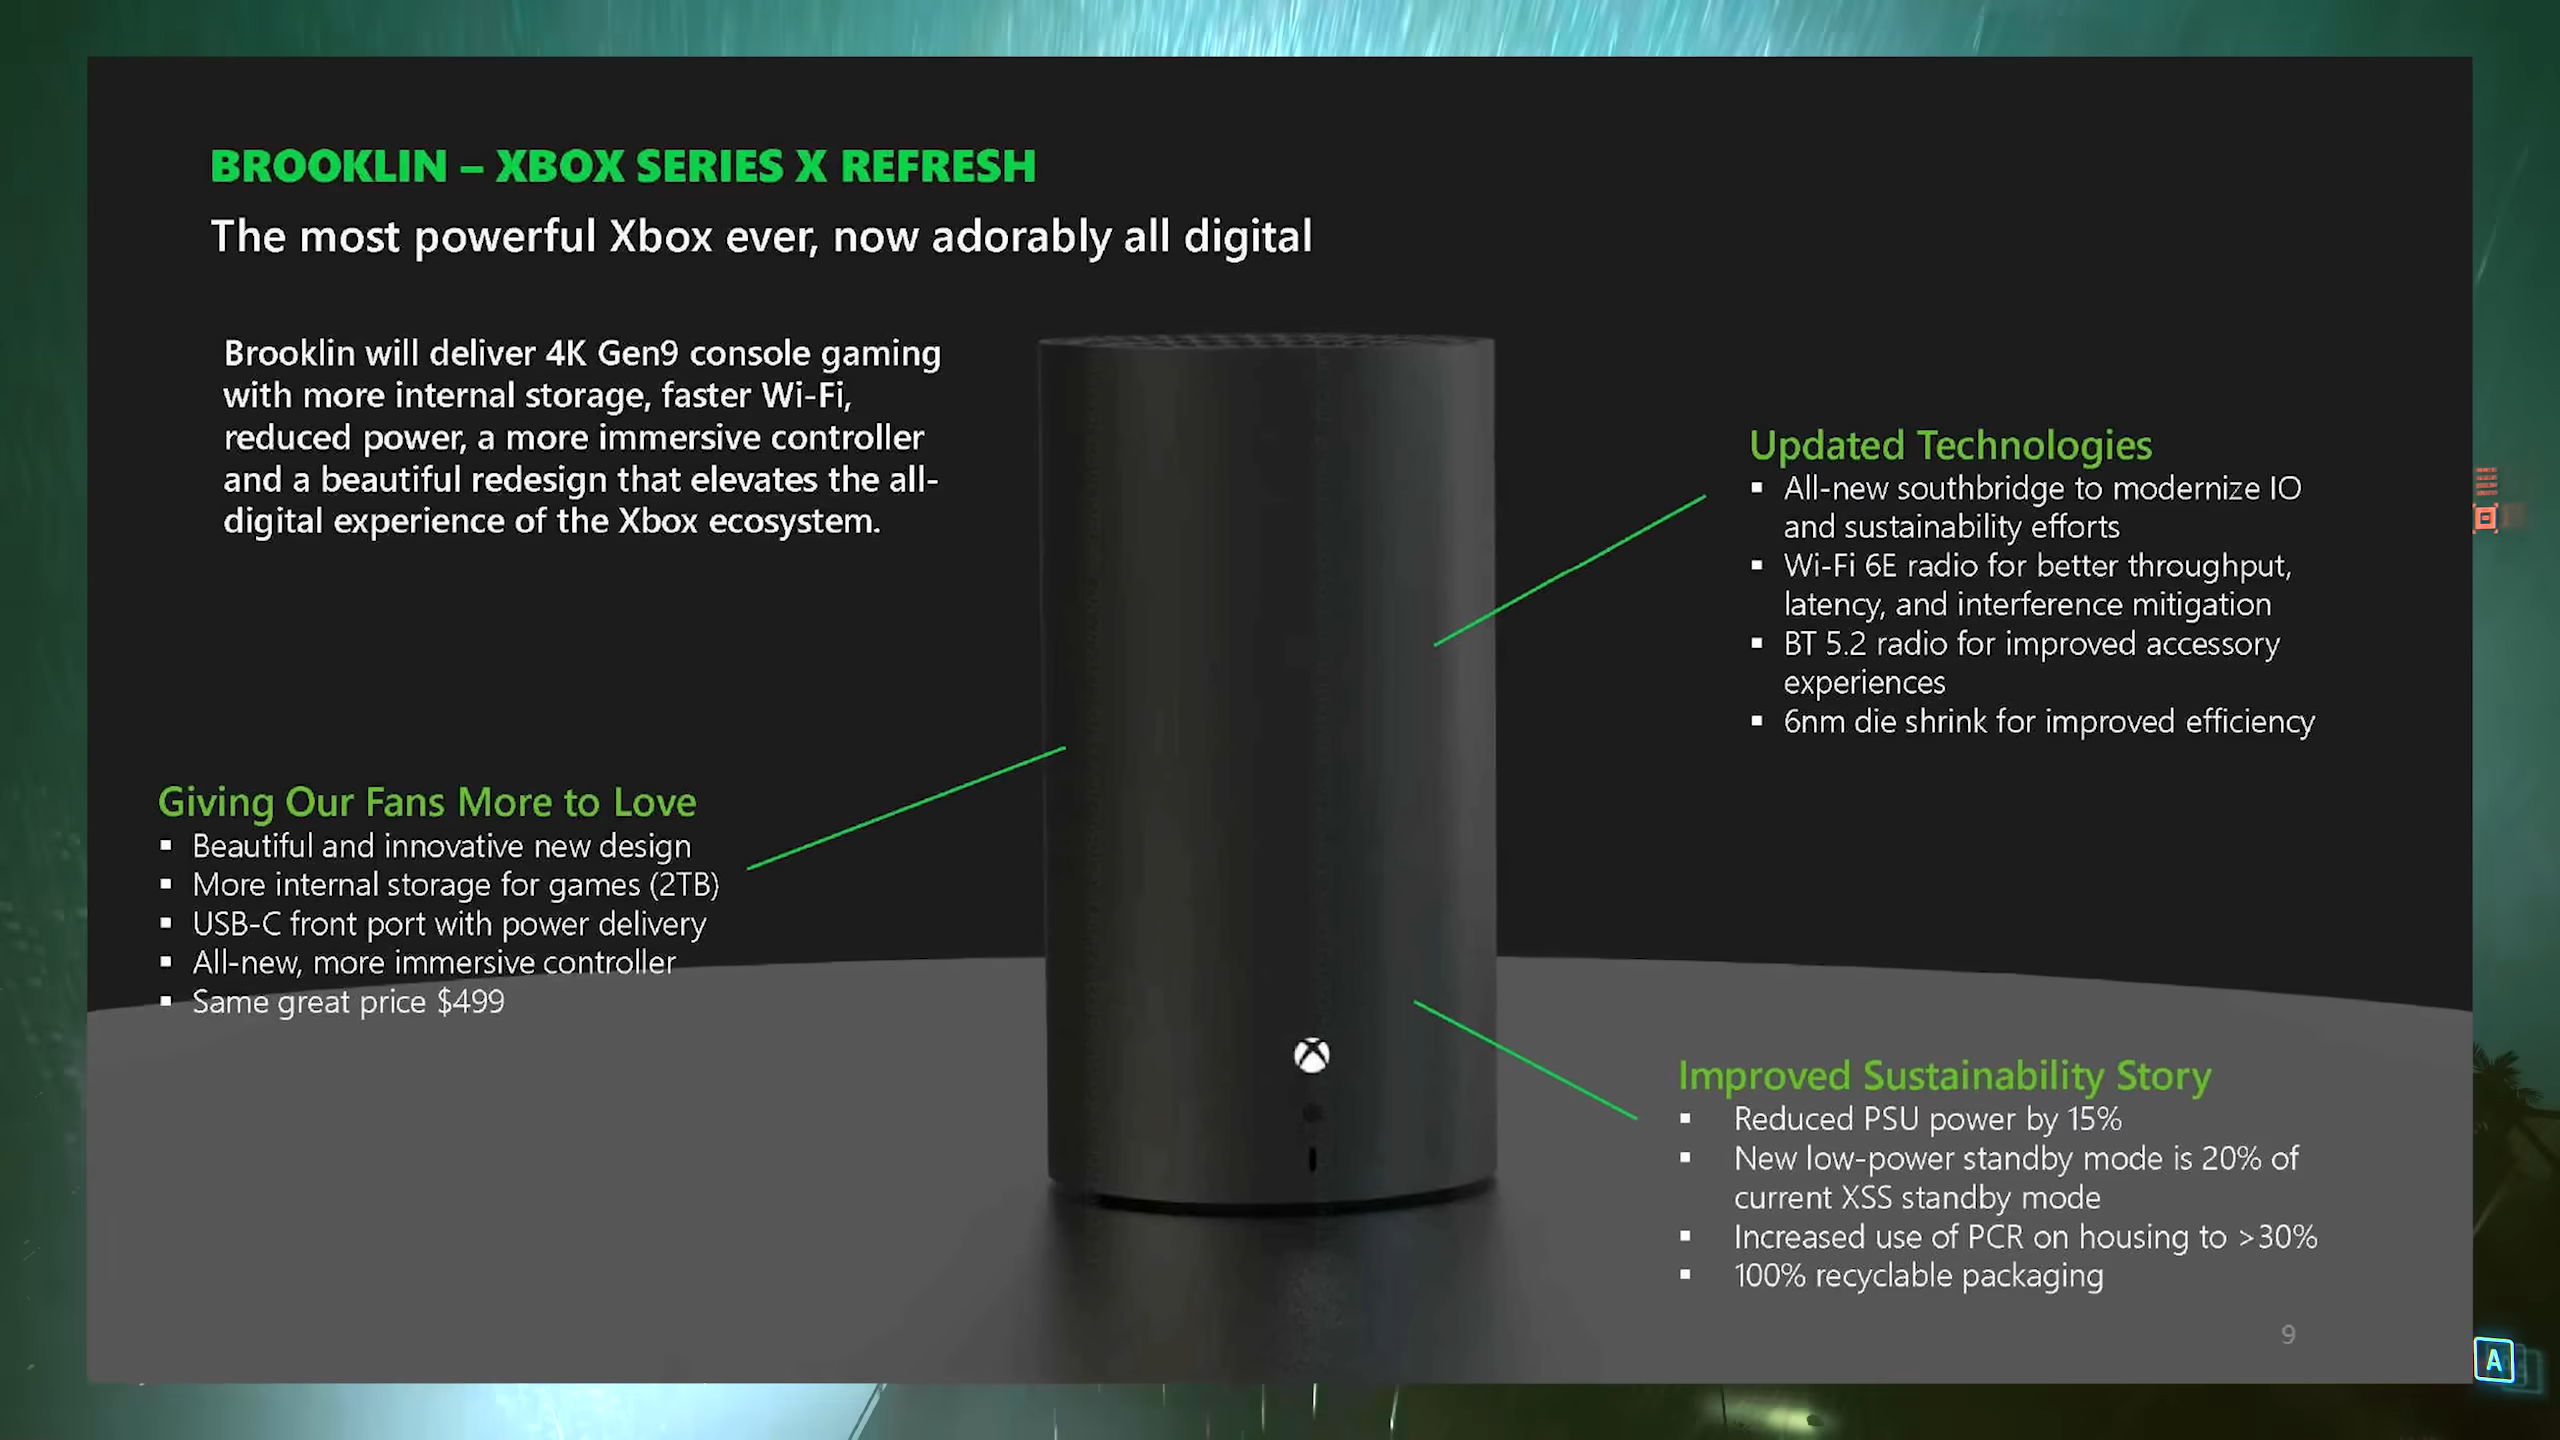 BROOKLIN – XBOX SERIES X REFRESH
The most powerful Xbox ever, now adorably all digital
Brooklin will deliver 4K Gen9 console gaming
with more internal storage, faster Wi-Fi,
reduced power, a more immersive controller
and a beautiful redesign that elevates the all-
digital experience of the Xbox ecosystem.
Updated Technologies
▪ All-new southbridge to modernize IO
and sustainability efforts
▪ Wi-Fi 6E radio for better throughput,
latency, and interference mitigation
▪ BT 5.2 radio for improved accessory
experiences
▪ 6nm die shrink for improved efficiency
Giving Our Fans More to Love
▪ Beautiful and innovative new design
▪ More internal storage for games (2TB)
▪ USB-C front port with power delivery
▪ All-new, more immersive controller
▪ Same great price $499
Improved Sustainability Story
▪ Reduced PSU power by 15%
▪ New low-power standby mode is 20% of
current XSS standby mode
▪ Increased use of PCR on housing to >30%
▪ 100% recyclable packaging
9
A